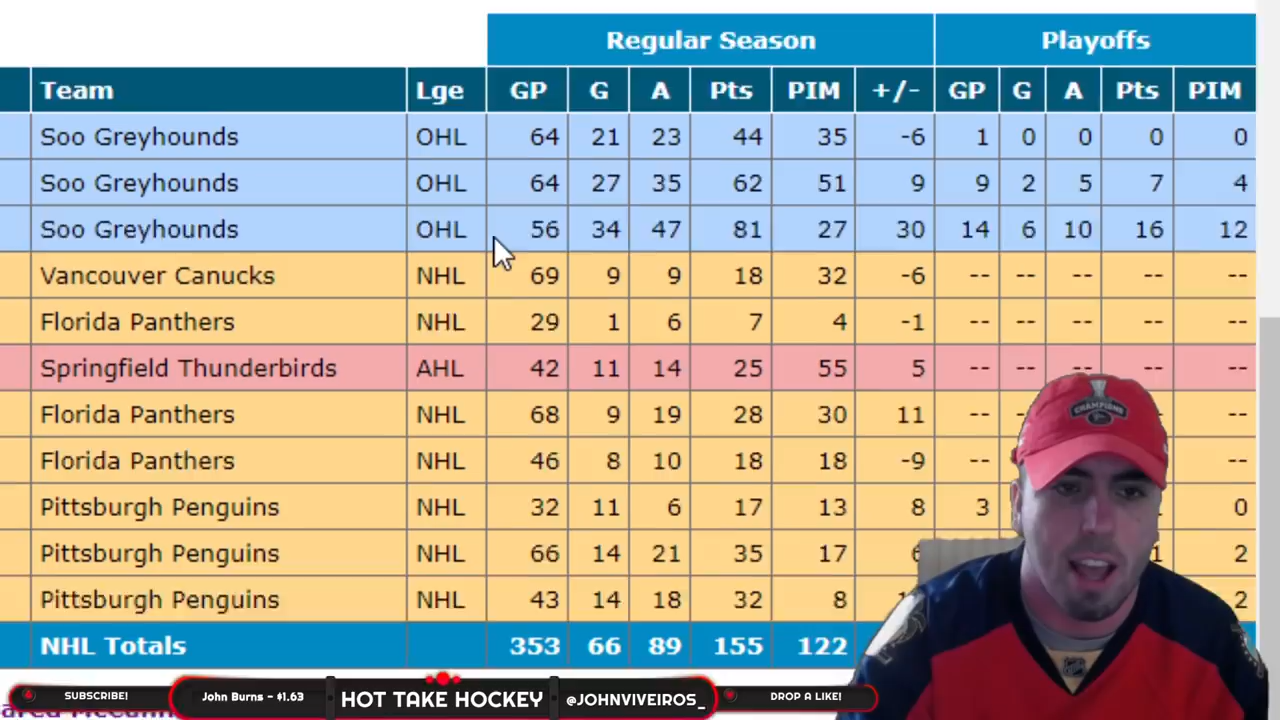 Regular Season Playoffs
Team Lge GP G A Pts PIM +/- GP G A Pts PIM
Soo Greyhounds OHL 64 21 23 44 35 -6 1 0 0 0 0
Soo Greyhounds OHL 64 27 35 62 51 9 9 2 5 7 4
Soo Greyhounds OHL 56 34 47 81 27 30 14 6 10 16 12
Vancouver Canucks NHL 69 9 9 18 32 -6 -- -- -- -- --
Florida Panthers NHL 29 1 6 7 4 -1 -- -- -- -- --
Springfield Thunderbirds AHL 42 11 14 25 55 5 -- -- -- -- --
Florida Panthers NHL 68 9 19 28 30 11 -- --
Florida Panthers NHL 46 8 10 18 18 -9 -- --
Pittsburgh Penguins NHL 32 11 6 17 13 8 3 0
Pittsburgh Penguins NHL 66 14 21 35 17 1 2
Pittsburgh Penguins NHL 43 14 18 32 8 2
NHL Totals 353 66 89 155 122
CHAMPIONS
SUBSCRIBE! John Burns - $1.63 HOT TAKE HOCKEY @JOHNVIVEIROS_ DROP A LIKE!